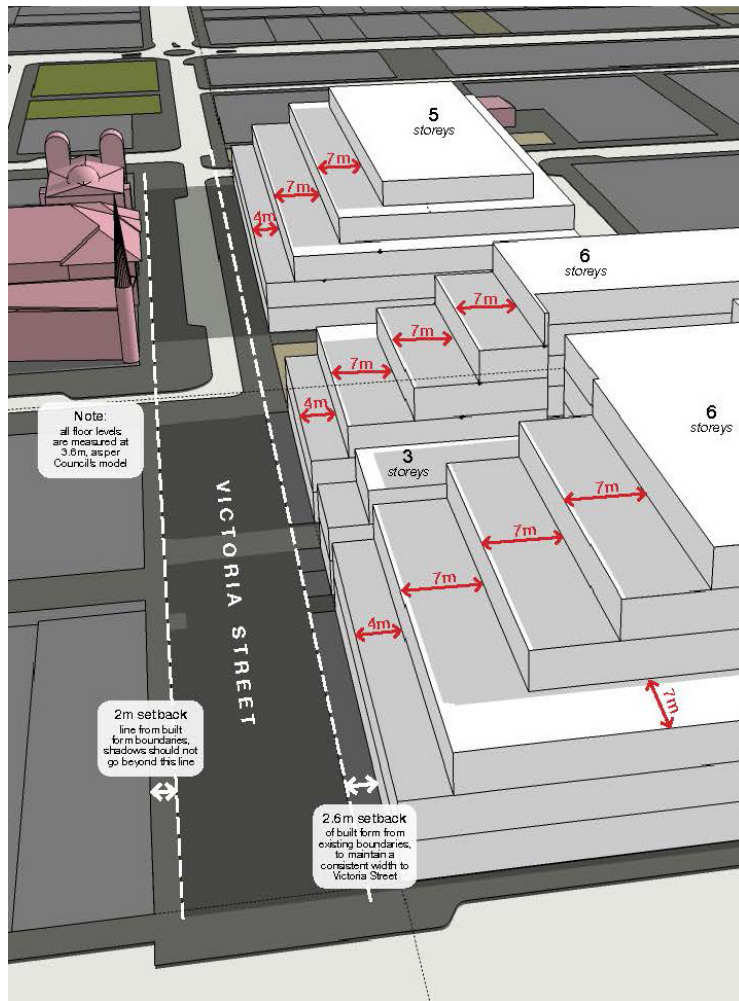 5
storeys
7m
7m
4m
6
storeys
7m
7m
7m
4m
Note:
all floor levels
are measured at
3.6m, as per
Council's model
6
storeys
3
storeys
7m
7m
7m
4m
7m
VICTORIA STREET
2m setback
line from built
form boundaries,
shadows should not
go beyond this line
2.6m setback
of built form from
existing boundaries,
to maintain a
consistent width to
Victoria Street